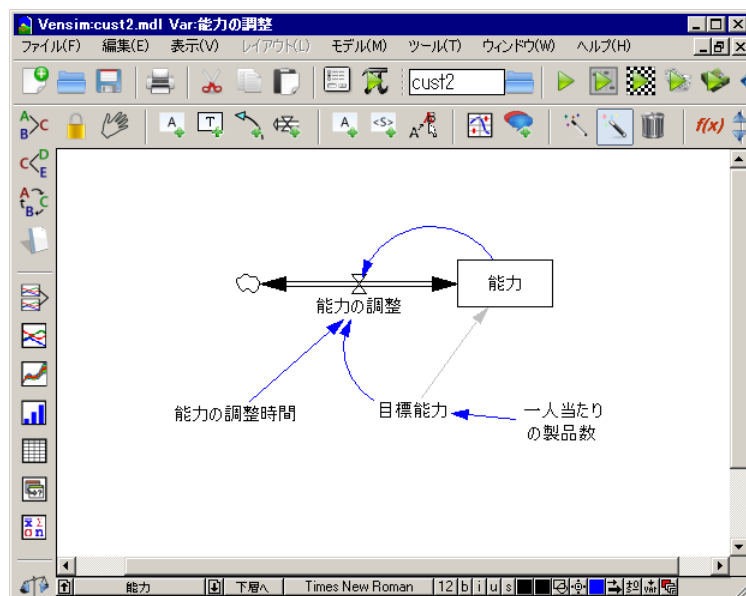 Vensim:cust2.mdl Var:能力の調整
ファイル(F) 編集(E) 表示(V) レイアウト(L) モデル(M) ツール(T) ウィンドウ(W) ヘルプ(H)
cust2
f(x)
能力
能力の調整
能力の調整時間 目標能力 一人当たり
の製品数
能力 下層へ Times New Roman 12 b i u s